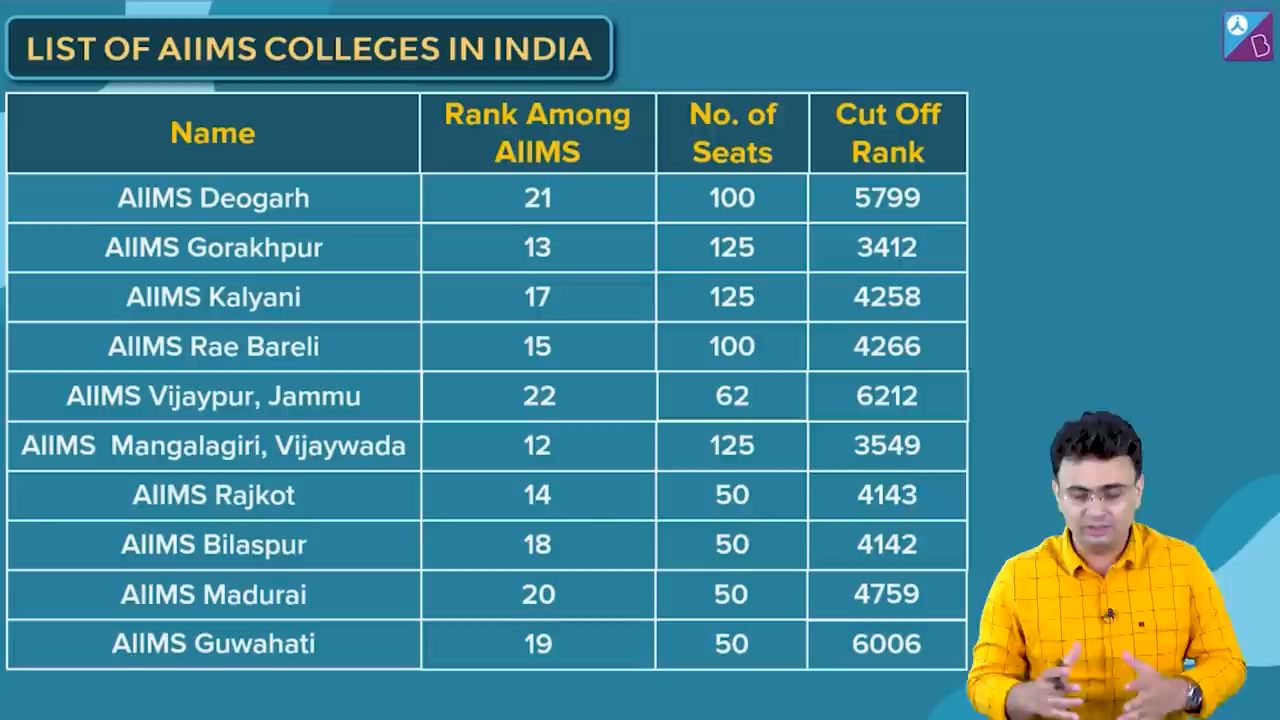 LIST OF AIIMS COLLEGES IN INDIA
Name Rank Among AIIMS No. of Seats Cut Off Rank
AIIMS Deogarh 21 100 5799
AIIMS Gorakhpur 13 125 3412
AIIMS Kalyani 17 125 4258
AIIMS Rae Bareli 15 100 4266
AIIMS Vijaypur, Jammu 22 62 6212
AIIMS Mangalagiri, Vijaywada 12 125 3549
AIIMS Rajkot 14 50 4143
AIIMS Bilaspur 18 50 4142
AIIMS Madurai 20 50 4759
AIIMS Guwahati 19 50 6006
B